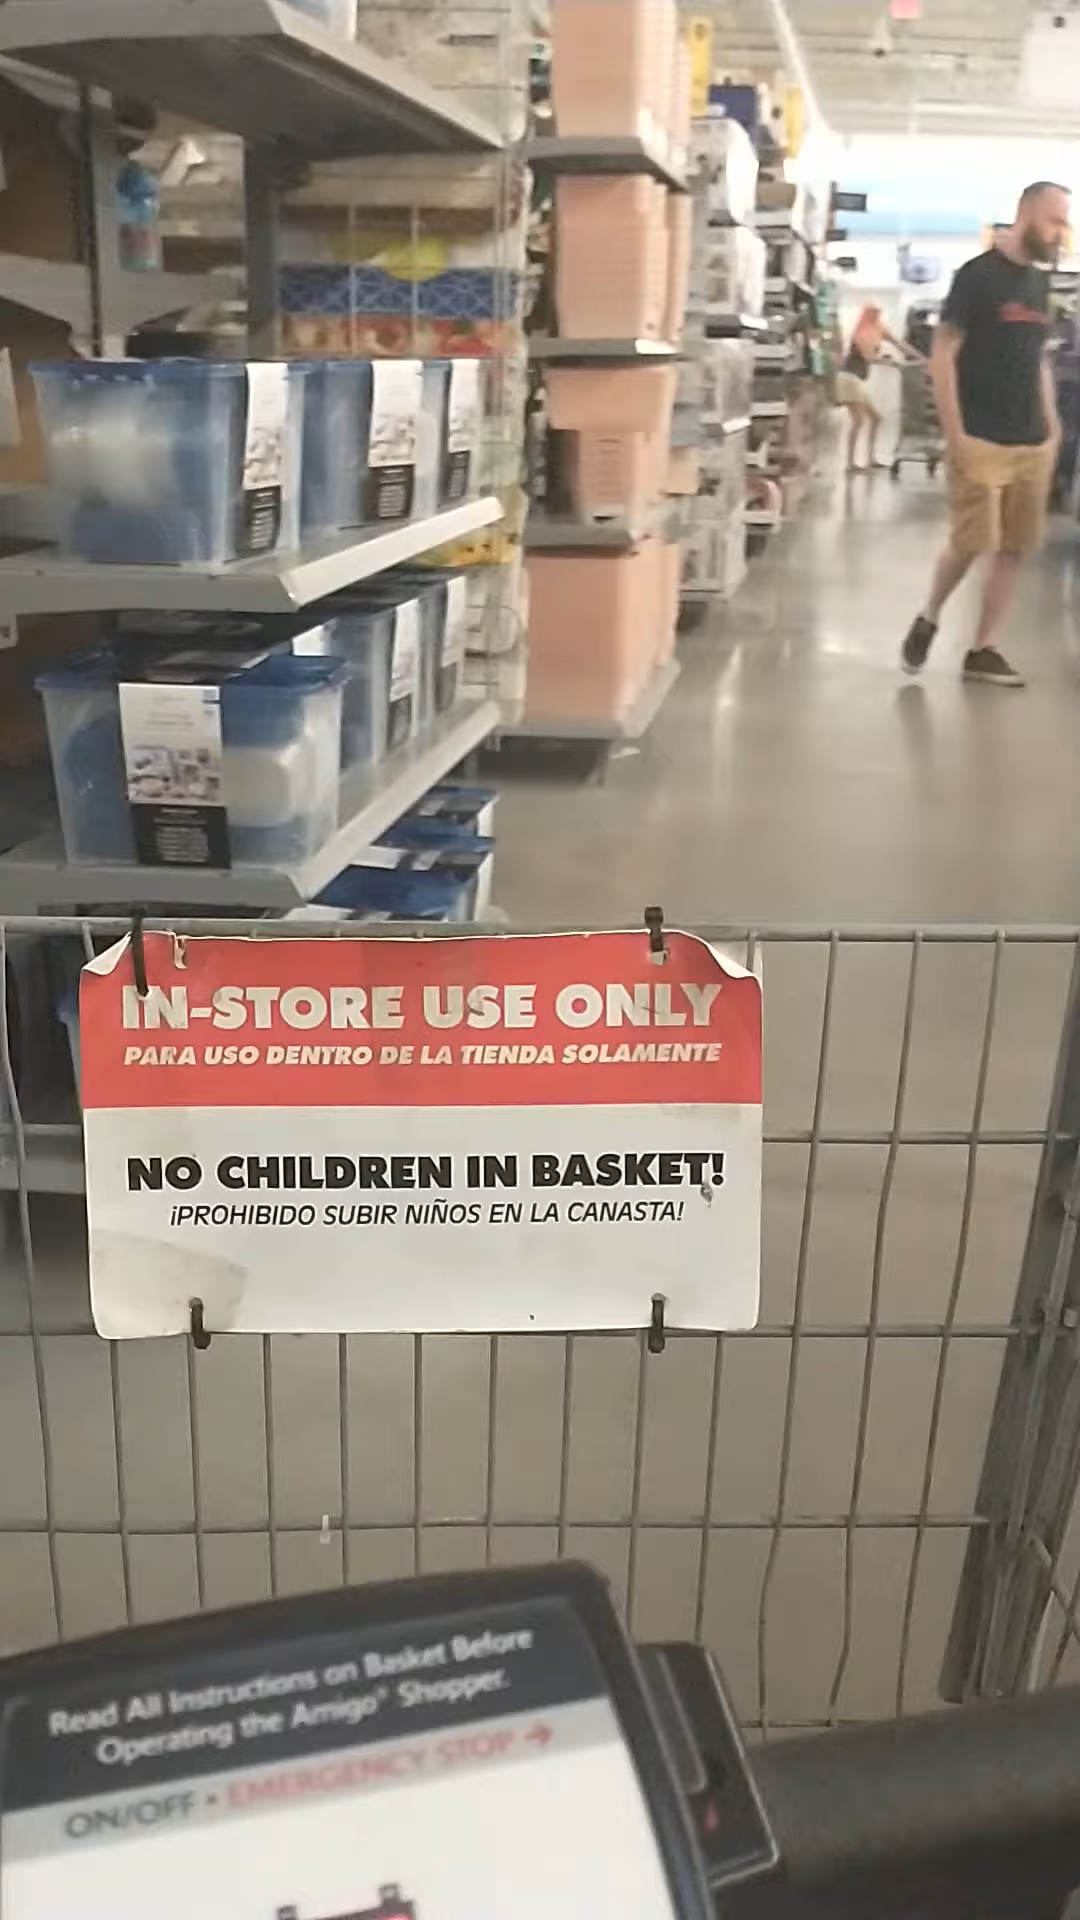 IN-STORE USE ONLY
PARA USO DENTRO DE LA TIENDA SOLAMENTE
NO CHILDREN IN BASKET!
¡PROHIBIDO SUBIR NIÑOS EN LA CANASTA!
Read All Instructions on Basket Before
Operating the Amigo® Shopper.
ON/OFF • EMERGENCY STOP →